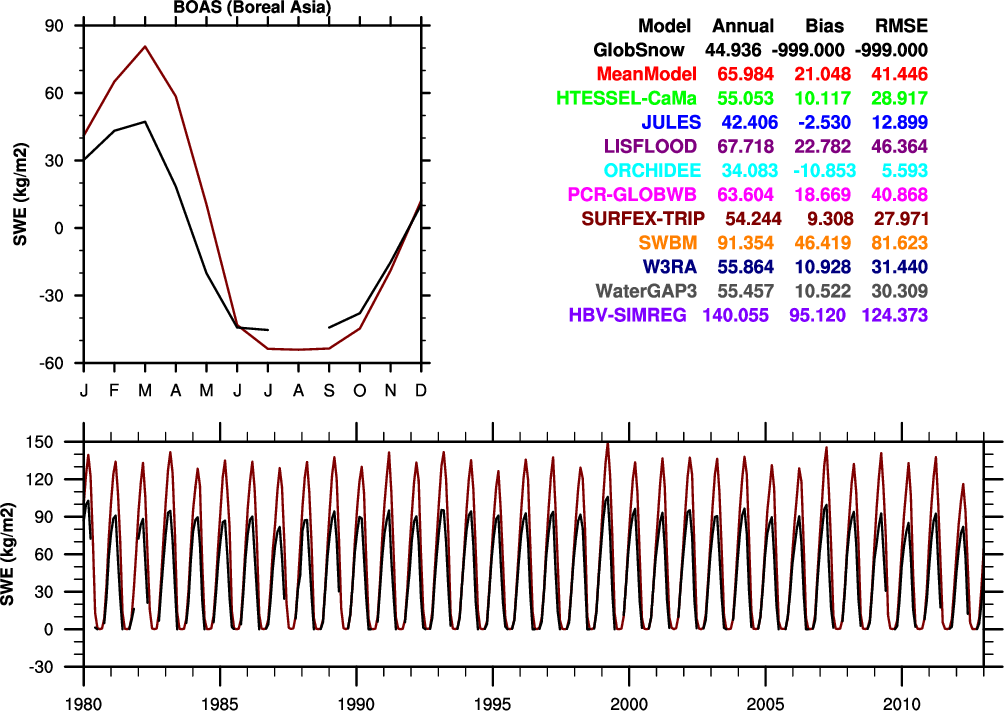 BOAS (Boreal Asia)
90
60
30
0
-30
-60
SWE (kg/m2)
J F M A M J J A S O N D
Model Annual Bias RMSE
GlobSnow 44.936 -999.000 -999.000
MeanModel 65.984 21.048 41.446
HTESSEL-CaMa 55.053 10.117 28.917
JULES 42.406 -2.530 12.899
LISFLOOD 67.718 22.782 46.364
ORCHIDEE 34.083 -10.853 5.593
PCR-GLOBWB 63.604 18.669 40.868
SURFEX-TRIP 54.244 9.308 27.971
SWBM 91.354 46.419 81.623
W3RA 55.864 10.928 31.440
WaterGAP3 55.457 10.522 30.309
HBV-SIMREG 140.055 95.120 124.373
150
120
90
60
30
0
-30
SWE (kg/m2)
1980 1985 1990 1995 2000 2005 2010